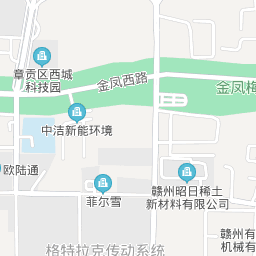 章贡区西城
科技园
金凤西路
金凤梅
中洁新能环境
欧陆通
菲尔雪
赣州昭日稀土
新材料有限公司
赣州有
机械有
格特拉克传动系统